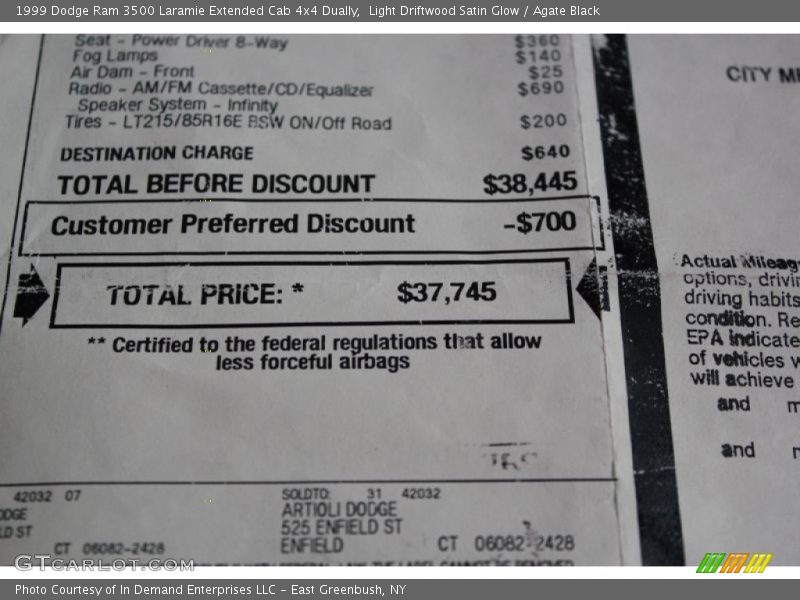 1999 Dodge Ram 3500 Laramie Extended Cab 4x4 Dually,  Light Driftwood Satin Glow / Agate Black
Seat - Power Driver 8-Way $360
Fog Lamps $140
Air Dam - Front $25
Radio - AM/FM Cassette/CD/Equalizer $690
Speaker System - Infinity
Tires - LT215/85R16E BSW ON/Off Road $200
DESTINATION CHARGE $640
TOTAL BEFORE DISCOUNT $38,445
Customer Preferred Discount -$700
TOTAL PRICE: * $37,745
** Certified to the federal regulations that allow
less forceful airbags
42032 07
ODGE
LD ST
CT 06082-2428
SOLDTO: 31 42032
ARTIOLI DODGE
525 ENFIELD ST
ENFIELD CT 06082-2428
CITY
Actual Mileag
options, drivin
driving habits
condition. Re
EPA indicate
of vehicles w
will achieve
and m
and
GTCARLOT.COM
Photo Courtesy of In Demand Enterprises LLC - East Greenbush, NY